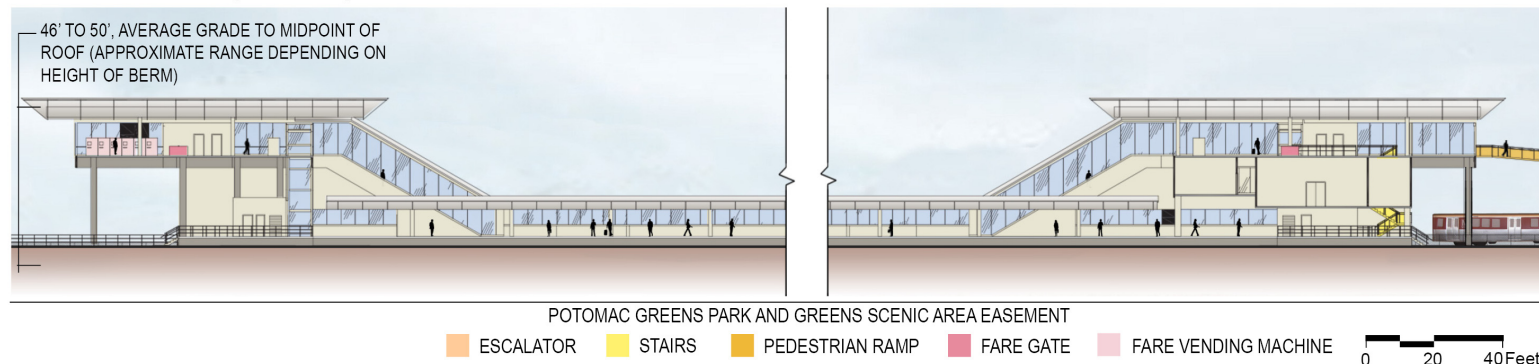 46' TO 50', AVERAGE GRADE TO MIDPOINT OF
ROOF (APPROXIMATE RANGE DEPENDING ON
HEIGHT OF BERM)
POTOMAC GREENS PARK AND GREENS SCENIC AREA EASEMENT
ESCALATOR
STAIRS
PEDESTRIAN RAMP
FARE GATE
FARE VENDING MACHINE
0 20 40 Feet